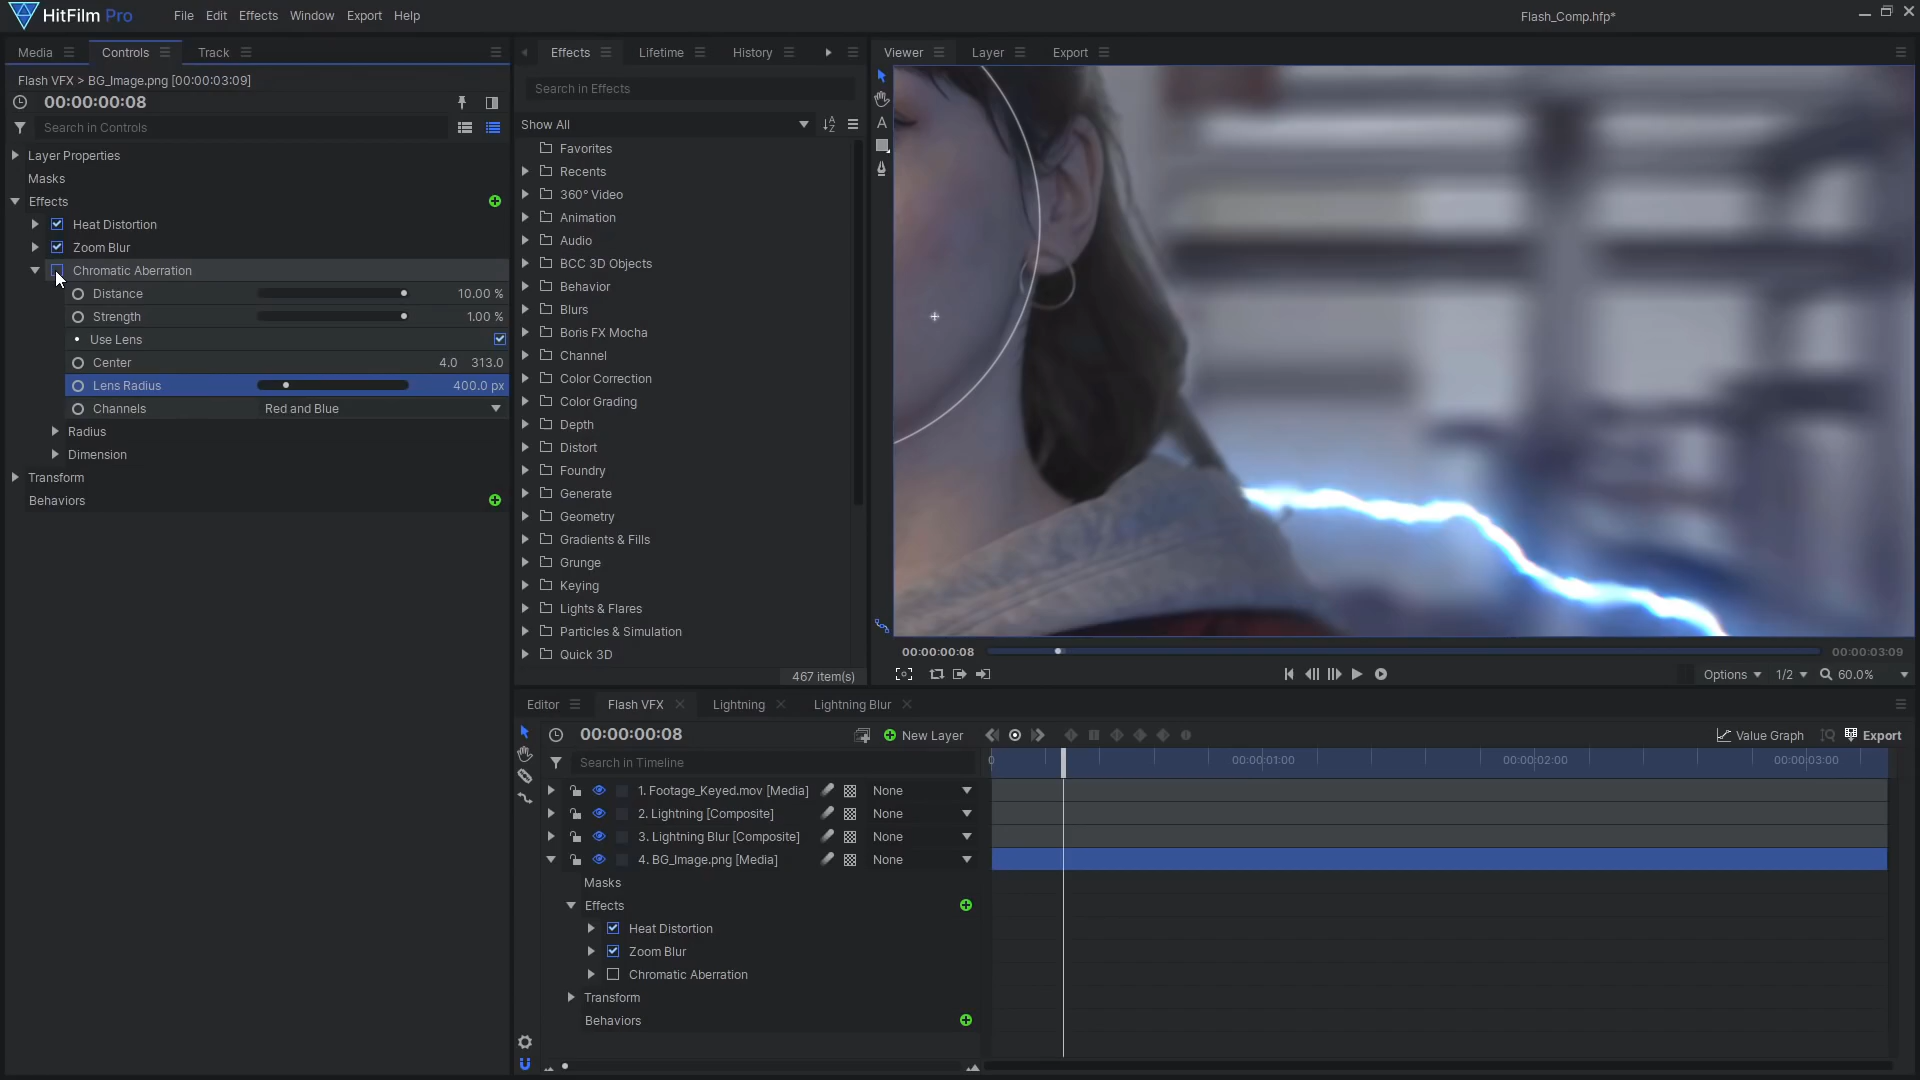 HitFilm Pro File Edit Effects Window Export Help Flash_Comp.hfp*
Media Controls Track
Flash VFX > BG_Image.png [00:00:03:09]
00:00:00:08
Search in Controls
Layer Properties
Masks
Effects
Heat Distortion
Zoom Blur
Chromatic Aberration
Distance 10.00 %
Strength 1.00 %
Use Lens
Center 4.0 313.0
Lens Radius 400.0 px
Channels Red and Blue
Radius
Dimension
Transform
Behaviors
Effects Lifetime History
Search in Effects
Show All
Favorites
Recents
360° Video
Animation
Audio
BCC 3D Objects
Behavior
Blurs
Boris FX Mocha
Channel
Color Correction
Color Grading
Depth
Distort
Foundry
Generate
Geometry
Gradients & Fills
Grunge
Keying
Lights & Flares
Particles & Simulation
Quick 3D
467 item(s)
Viewer Layer Export
A
00:00:00:08 00:00:03:09
Options 1/2 60.0%
Editor Flash VFX Lightning Lightning Blur
00:00:00:08 New Layer Value Graph Export
Search in Timeline 0 00:00:01:00 00:00:02:00 00:00:03:00
1. Footage_Keyed.mov [Media] None
2. Lightning [Composite] None
3. Lightning Blur [Composite] None
4. BG_Image.png [Media] None
Masks
Effects
Heat Distortion
Zoom Blur
Chromatic Aberration
Transform
Behaviors